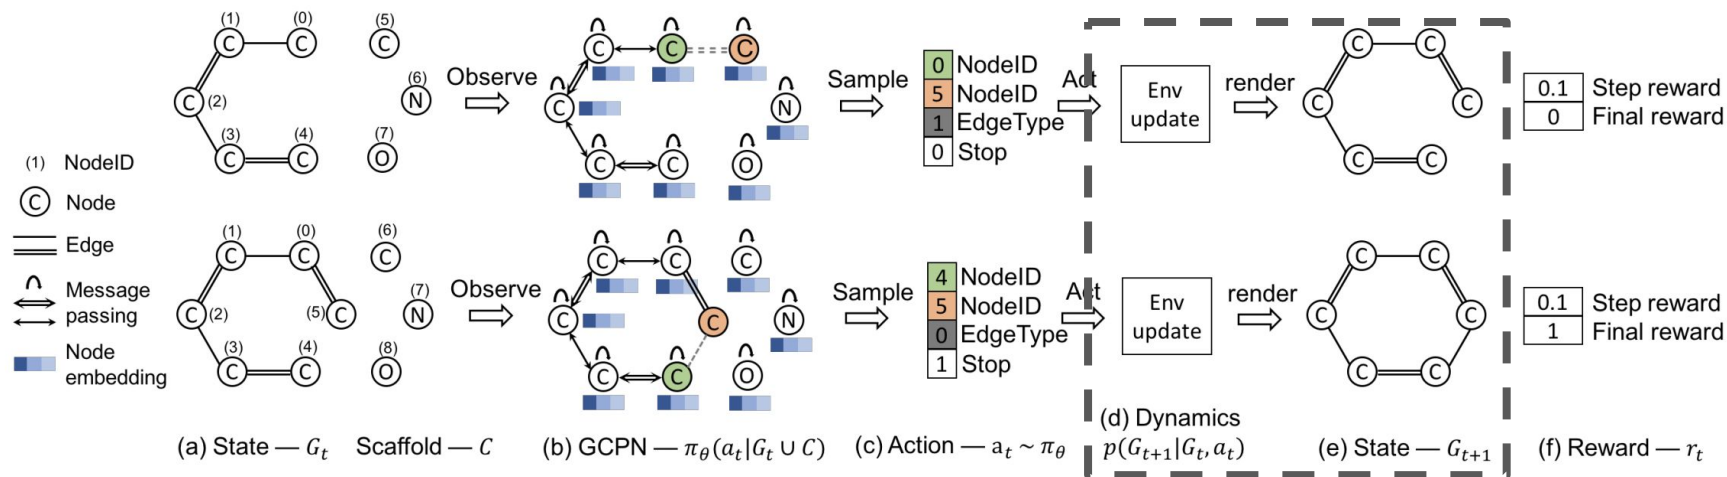 (1) (0) (5)
C C C
(6)
C (2) N
(3) (4) (7)
C C O
Observe
C C C
C N
C C O
Sample
0 NodeID
5 NodeID
1 EdgeType
0 Stop
Act
Env
update
render
C C
C C
C C
0.1 Step reward
0 Final reward
(1) NodeID
C Node
Edge
Message
passing
Node
embedding
(1) (0) (6)
C C C
(7)
C (2) (5) C N
(3) (4) (8)
C C O
Observe
C C C
C C N
C C O
Sample
4 NodeID
5 NodeID
0 EdgeType
1 Stop
Act
Env
update
render
C C
C C
C C
0.1 Step reward
1 Final reward
(a) State — G_t Scaffold — C (b) GCPN — π_θ(a_t|G_t ∪ C) (c) Action — a_t ~ π_θ
(d) Dynamics
p(G_{t+1}|G_t, a_t)
(e) State — G_{t+1} (f) Reward — r_t